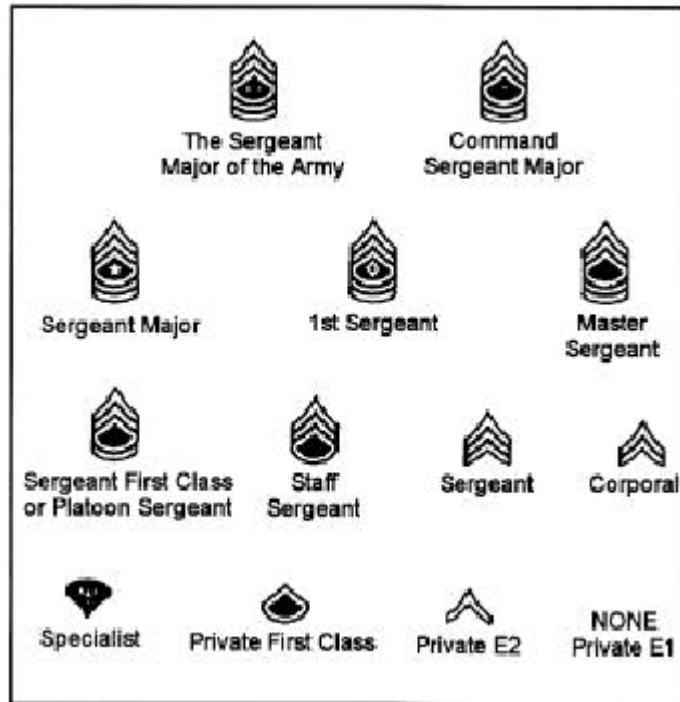 The Sergeant
Major of the Army
Command
Sergeant Major
Sergeant Major
1st Sergeant
Master
Sergeant
Sergeant First Class
or Platoon Sergeant
Staff
Sergeant
Sergeant
Corporal
Specialist
Private First Class
Private E2
NONE
Private E1